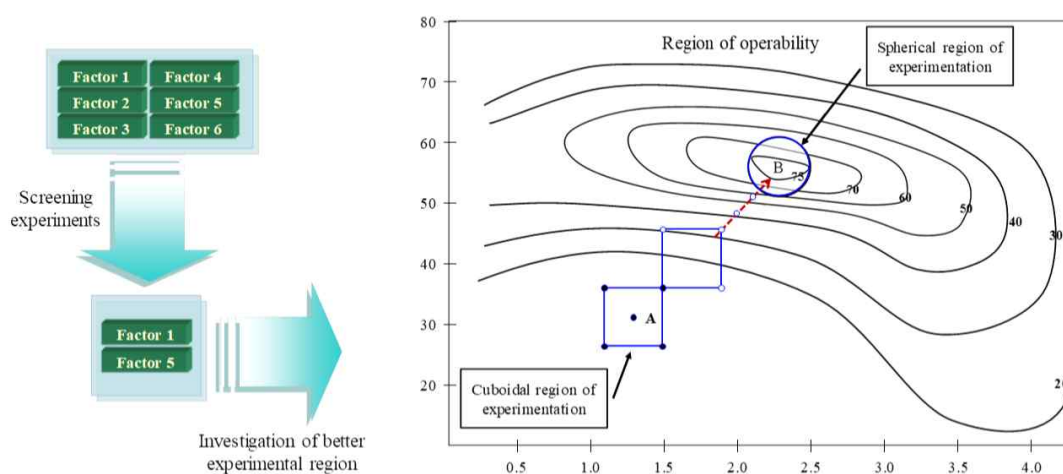 Factor 1
Factor 4
Factor 2
Factor 5
Factor 3
Factor 6
Screening
experiments
Factor 1
Factor 5
Investigation of better
experimental region
80
70
60
50
40
30
20
Region of operability
Spherical region of
experimentation
B
75
70
60
50
40
30
A
Cuboidal region of
experimentation
0.5
1.0
1.5
2.0
2.5
3.0
3.5
4.0